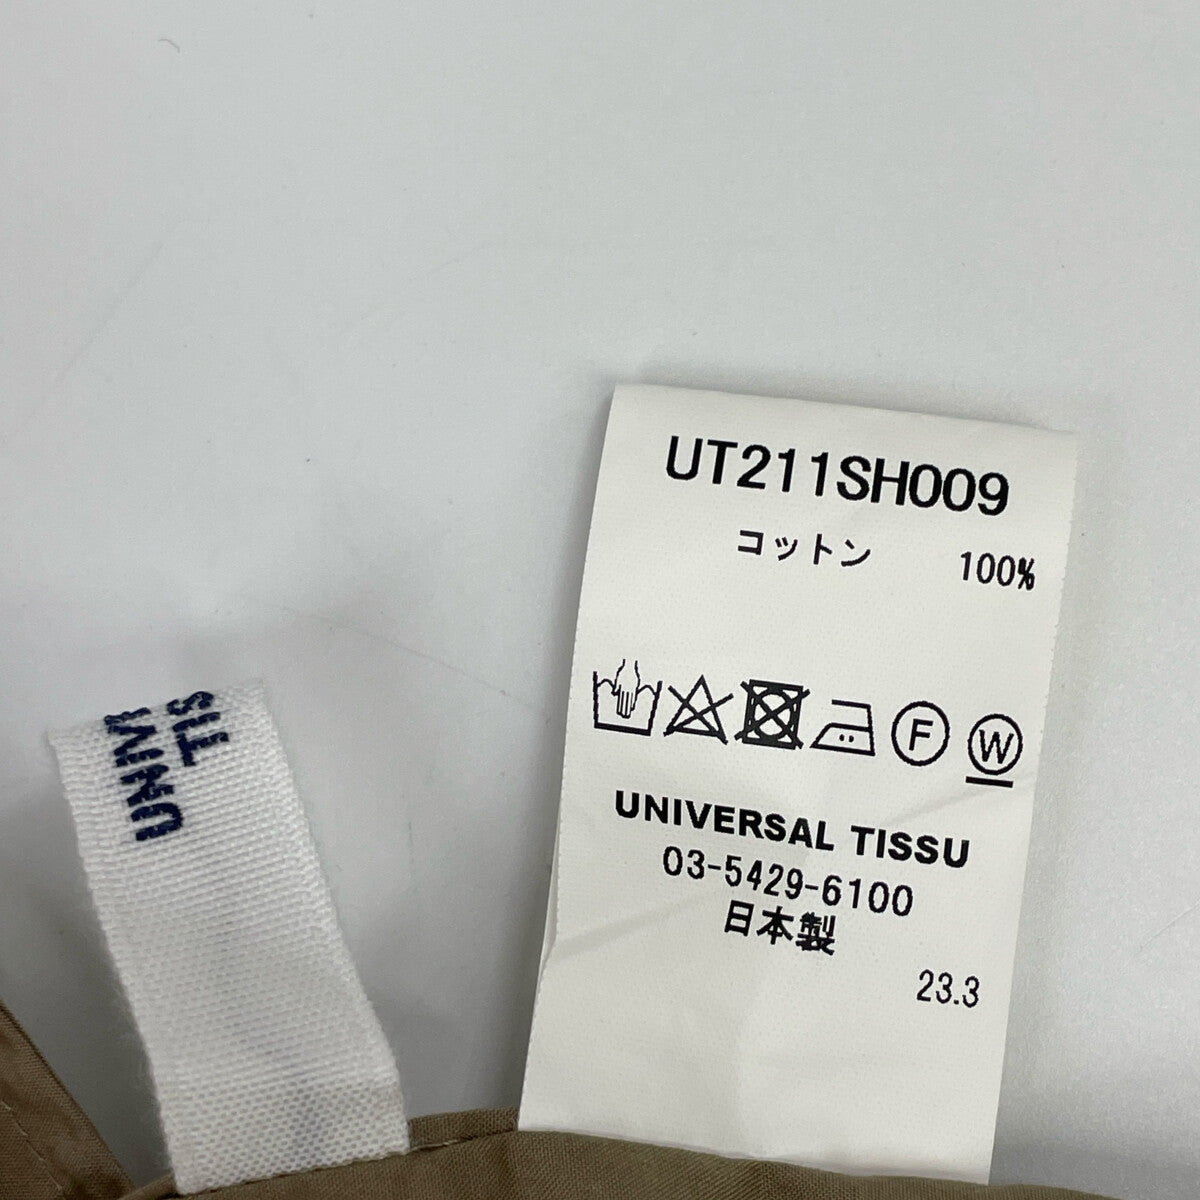 UT211SH009
コットン 100%
F W
UNIVERSAL TISSU
03-5429-6100
日本製
23.3